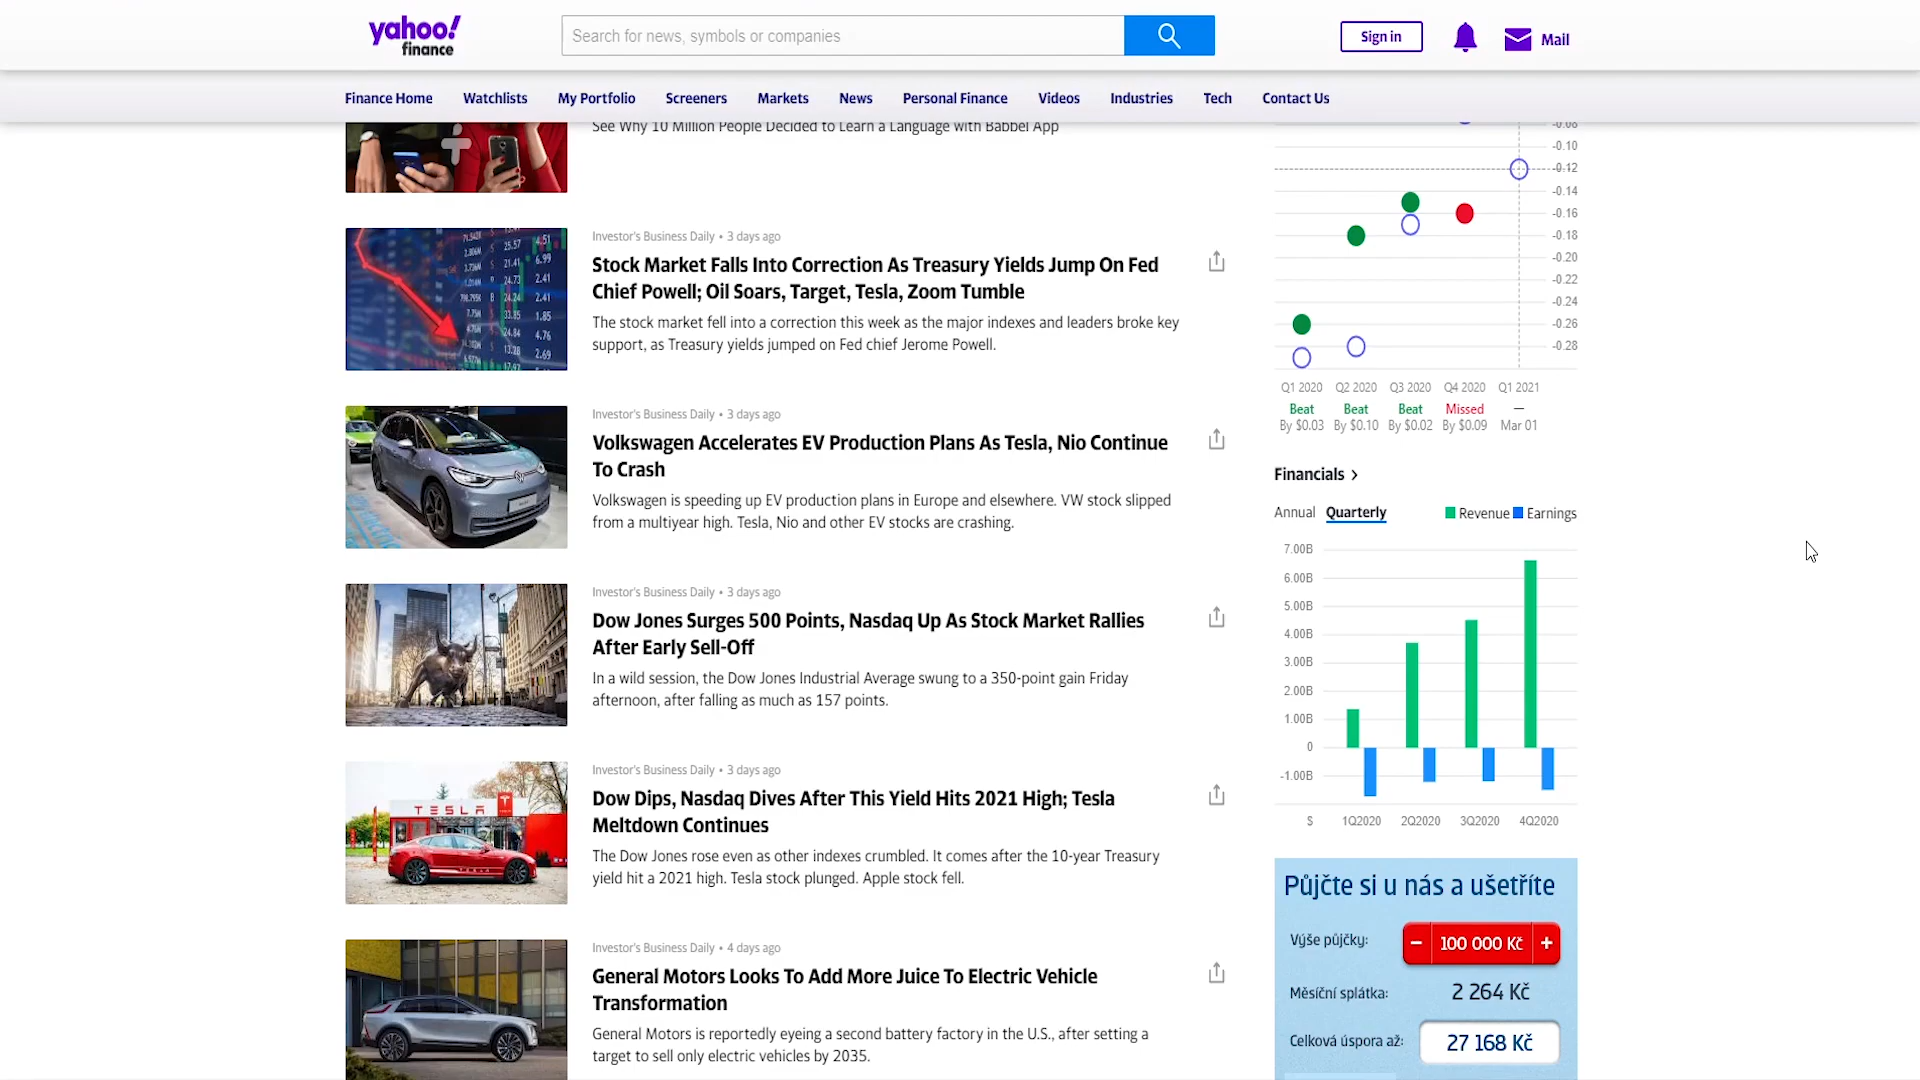 yahoo!
finance
Search for news, symbols or companies
Sign in
Mail
Finance Home
Watchlists
My Portfolio
Screeners
Markets
News
Personal Finance
Videos
Industries
Tech
Contact Us
See Why 10 Million People Decided to Learn a Language with Babbel App
Investor's Business Daily • 3 days ago
Stock Market Falls Into Correction As Treasury Yields Jump On Fed
Chief Powell; Oil Soars, Target, Tesla, Zoom Tumble
The stock market fell into a correction this week as the major indexes and leaders broke key
support, as Treasury yields jumped on Fed chief Jerome Powell.
Investor's Business Daily • 3 days ago
Volkswagen Accelerates EV Production Plans As Tesla, Nio Continue
To Crash
Volkswagen is speeding up EV production plans in Europe and elsewhere. VW stock slipped
from a multiyear high. Tesla, Nio and other EV stocks are crashing.
Investor's Business Daily • 3 days ago
Dow Jones Surges 500 Points, Nasdaq Up As Stock Market Rallies
After Early Sell-Off
In a wild session, the Dow Jones Industrial Average swung to a 350-point gain Friday
afternoon, after falling as much as 157 points.
TESLA
Investor's Business Daily • 3 days ago
Dow Dips, Nasdaq Dives After This Yield Hits 2021 High; Tesla
Meltdown Continues
The Dow Jones rose even as other indexes crumbled. It comes after the 10-year Treasury
yield hit a 2021 high. Tesla stock plunged. Apple stock fell.
Investor's Business Daily • 4 days ago
General Motors Looks To Add More Juice To Electric Vehicle
Transformation
General Motors is reportedly eyeing a second battery factory in the U.S., after setting a
target to sell only electric vehicles by 2035.
-0.08
-0.10
-0.12
-0.14
-0.16
-0.18
-0.20
-0.22
-0.24
-0.26
-0.28
Q1 2020 Q2 2020 Q3 2020 Q4 2020 Q1 2021
Beat Beat Beat Missed —
By $0.03 By $0.10 By $0.02 By $0.09 Mar 01
Financials >
Annual Quarterly Revenue Earnings
7.00B
6.00B
5.00B
4.00B
3.00B
2.00B
1.00B
0
-1.00B
$ 1Q2020 2Q2020 3Q2020 4Q2020
Půjčte si u nás a ušetříte
Výše půjčky: − 100 000 Kč +
Měsíční splátka: 2 264 Kč
Celková úspora až: 27 168 Kč